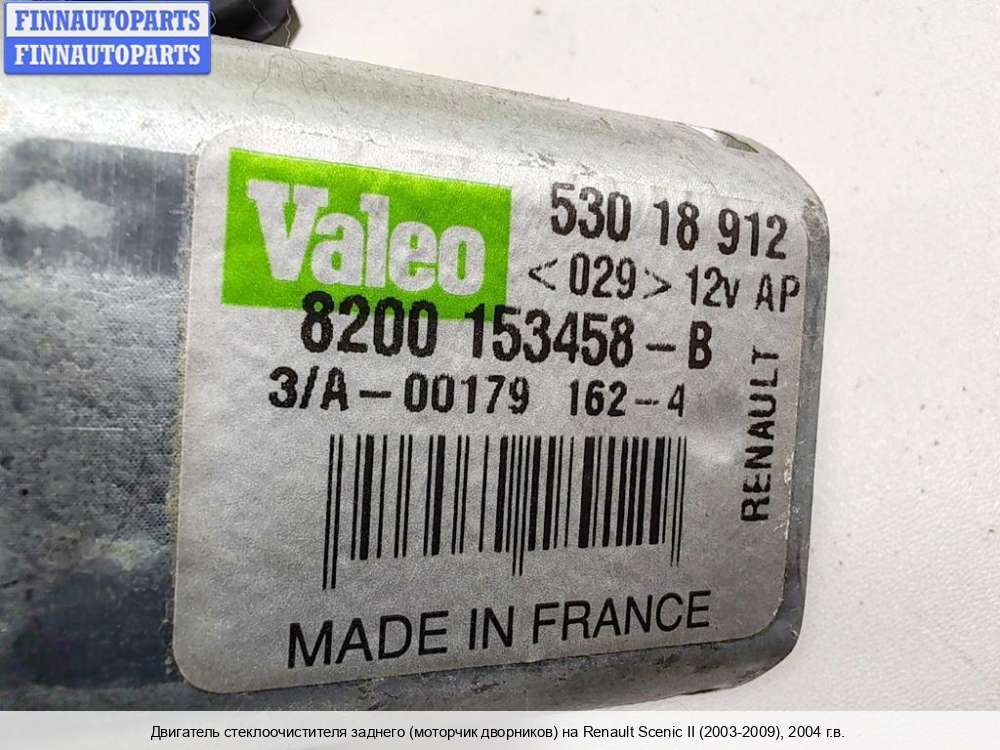 FINNAUTOPARTS
FINNAUTOPARTS
Valeo
530 18 912
<029> 12v AP
8200 153458-B
3/A-00179 162-4
RENAULT
MADE IN FRANCE
Двигатель стеклоочистителя заднего (моторчик дворников) на Renault Scenic II (2003-2009), 2004 г.в.